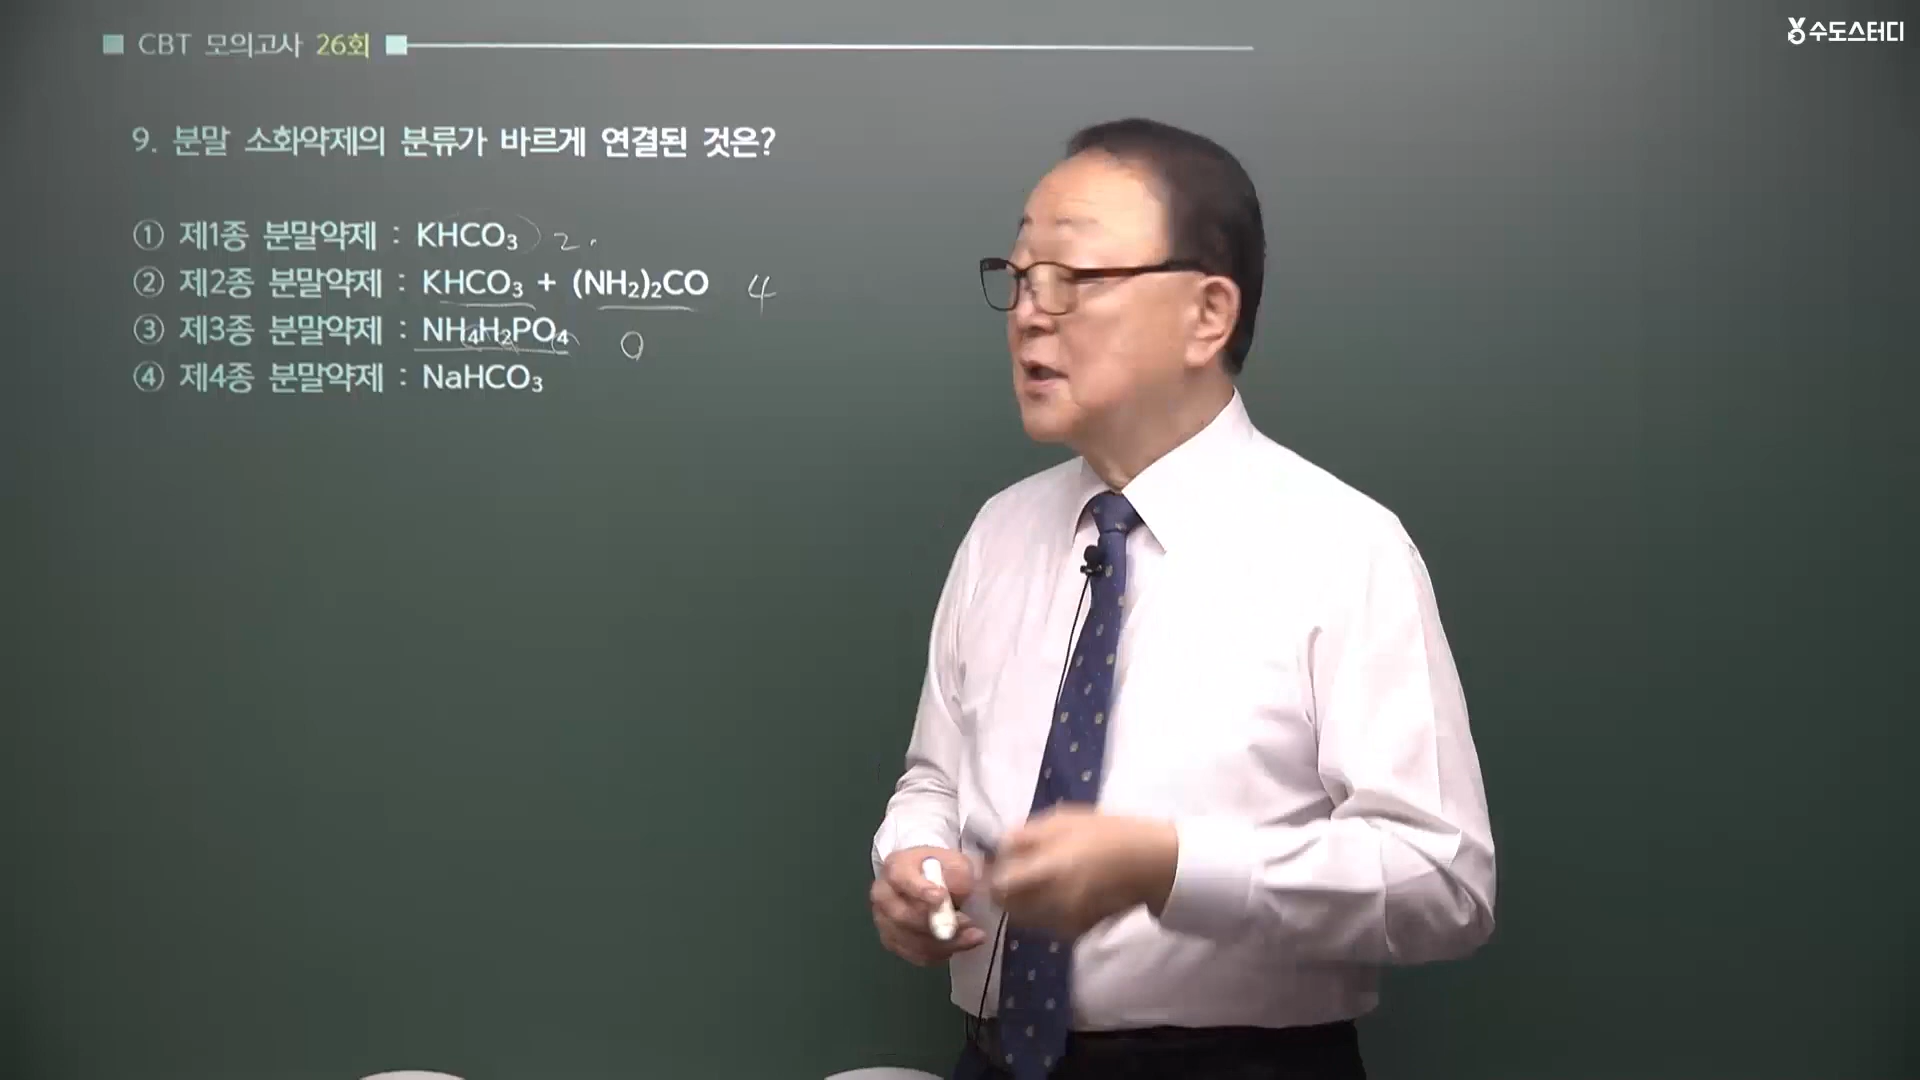 ■ CBT 모의고사 26회
수도스터디
9. 분말 소화약제의 분류가 바르게 연결된 것은?
① 제1종 분말약제 : KHCO₃ 2.
② 제2종 분말약제 : KHCO₃ + (NH₂)₂CO 4
③ 제3종 분말약제 : NH₄H₂PO₄ 0
④ 제4종 분말약제 : NaHCO₃